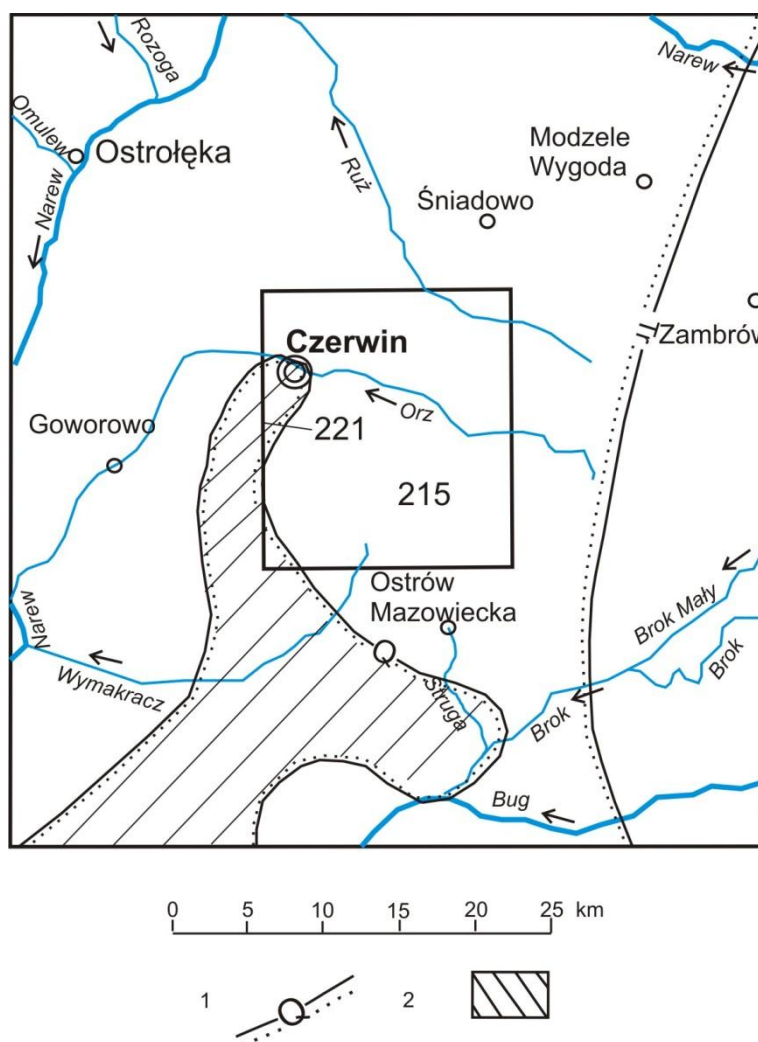 Rozoga
Narew
Omulew
Ostrołęka
Modzele
Wygoda
Ruż
Śniadowo
Narew
Zambrów
Czerwin
Orz
Goworowo
221
215
Ostrów
Mazowiecka
Brok Mały
Narew
Brok
Wymakracz
Struga
Brok
Bug
0 5 10 15 20 25 km
1 2